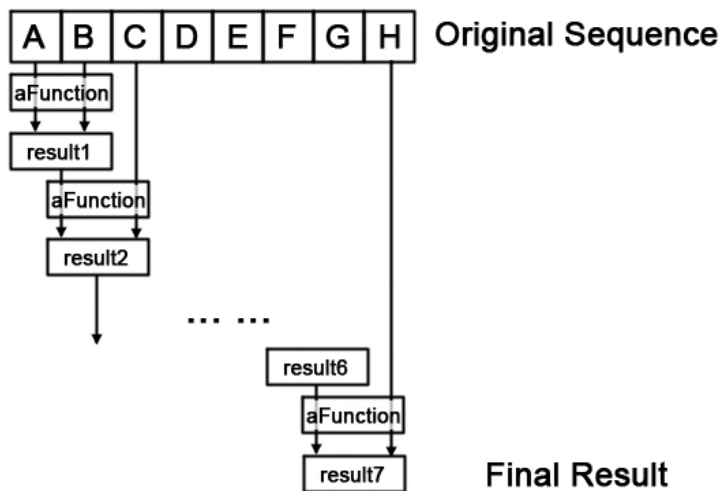 A B C D E F G H Original Sequence
aFunction
result1
aFunction
result2
... ...
result6
aFunction
result7 Final Result